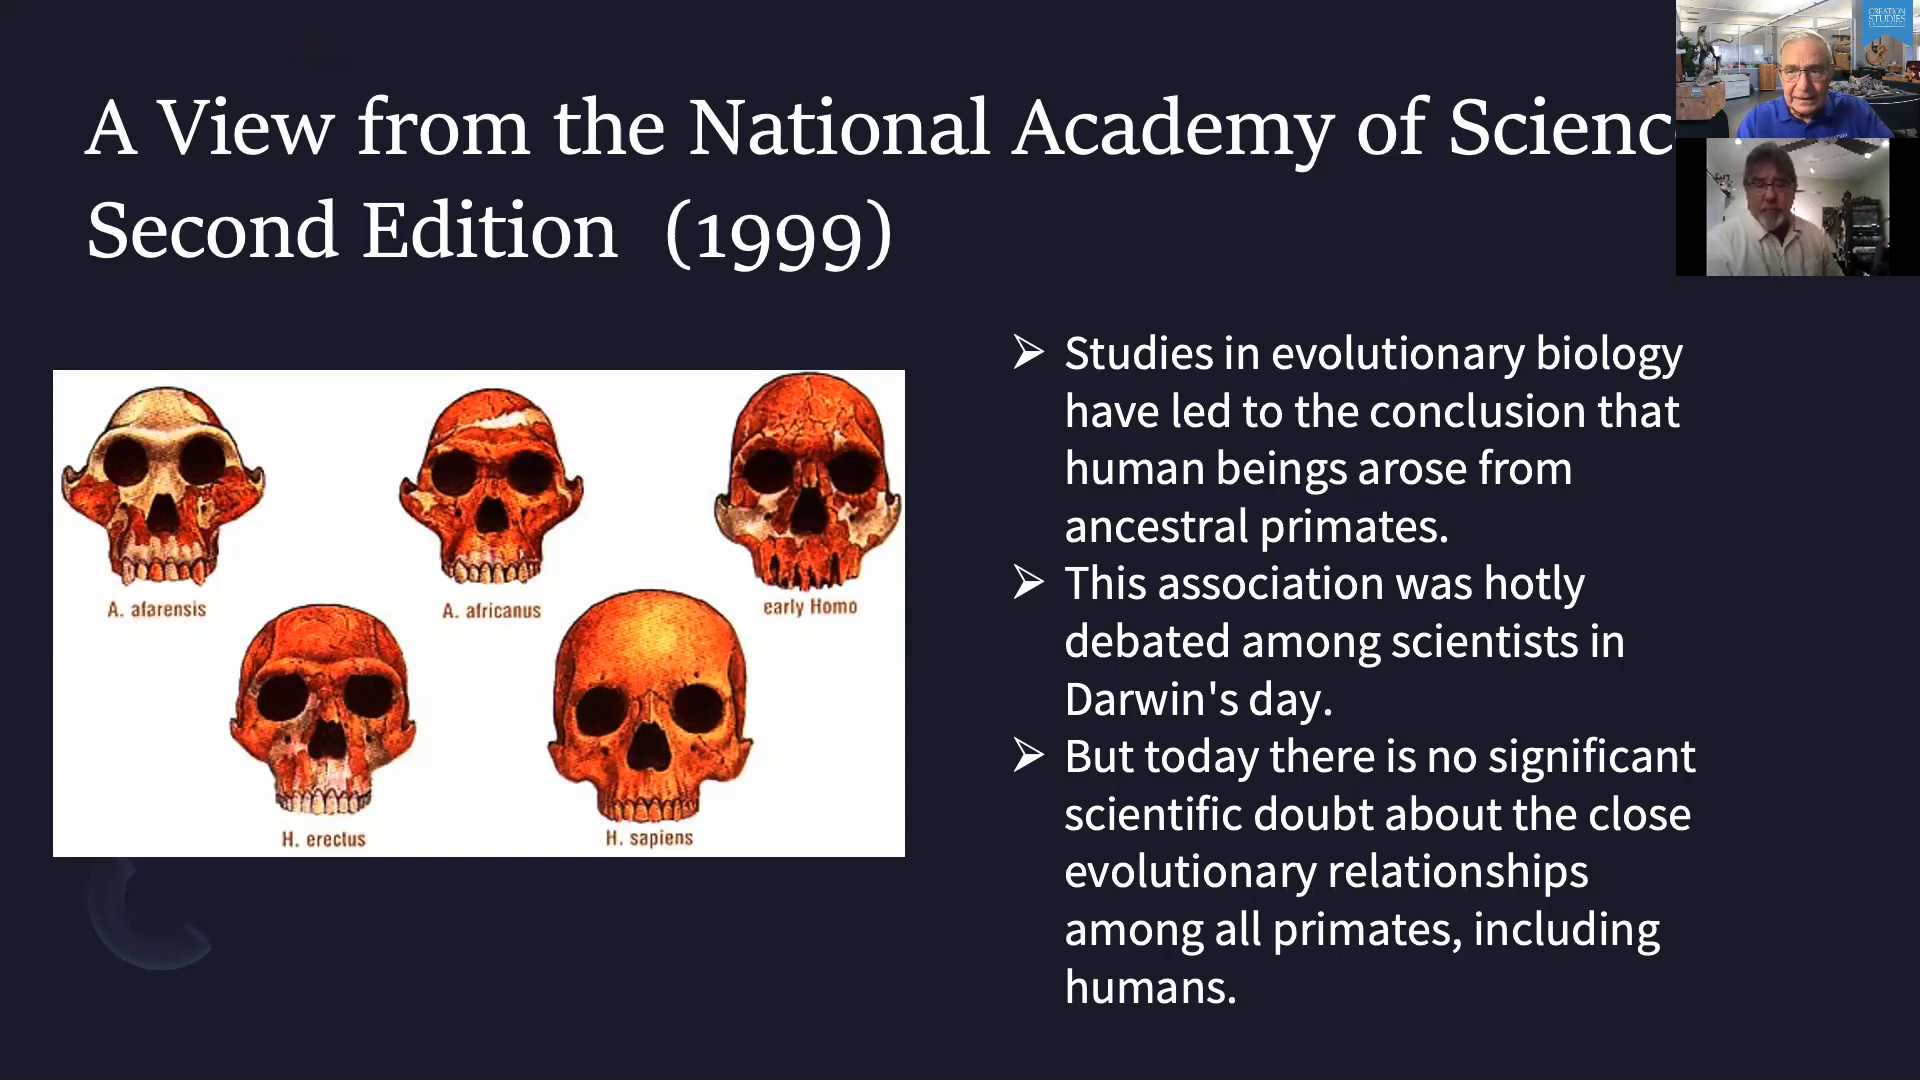 A View from the National Academy of Scienc
Second Edition (1999)
CREATION
STUDIES
A. afarensis
A. africanus
early Homo
H. erectus
H. sapiens
➢ Studies in evolutionary biology
have led to the conclusion that
human beings arose from
ancestral primates.
➢ This association was hotly
debated among scientists in
Darwin's day.
➢ But today there is no significant
scientific doubt about the close
evolutionary relationships
among all primates, including
humans.